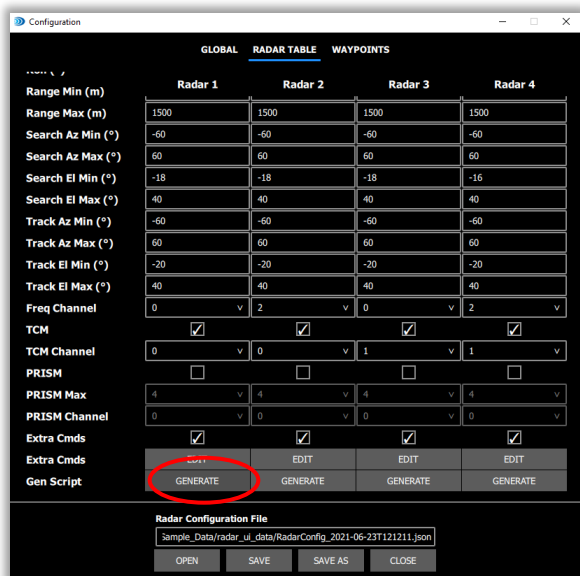 Configuration
GLOBAL RADAR TABLE WAYPOINTS
Radar 1 Radar 2 Radar 3 Radar 4
Range Min (m)
Range Max (m) 1500 1500 1500 1500
Search Az Min (°) -60 -60 -60 -60
Search Az Max (°) 60 60 60 60
Search El Min (°) -18 -18 -18 -16
Search El Max (°) 40 40 40 40
Track Az Min (°) -60 -60 -60 -60
Track Az Max (°) 60 60 60 60
Track El Min (°) -20 -20 -20 -20
Track El Max (°) 40 40 40 40
Freq Channel 0 2 0 2
TCM
TCM Channel 0 0 1 1
PRISM
PRISM Max 4 4 4 4
PRISM Channel 0 0 0 0
Extra Cmds
Extra Cmds EDIT EDIT EDIT EDIT
Gen Script GENERATE GENERATE GENERATE GENERATE
Radar Configuration File
Sample_Data/radar_ui_data/RadarConfig_2021-06-23T121211.json
OPEN SAVE SAVE AS CLOSE